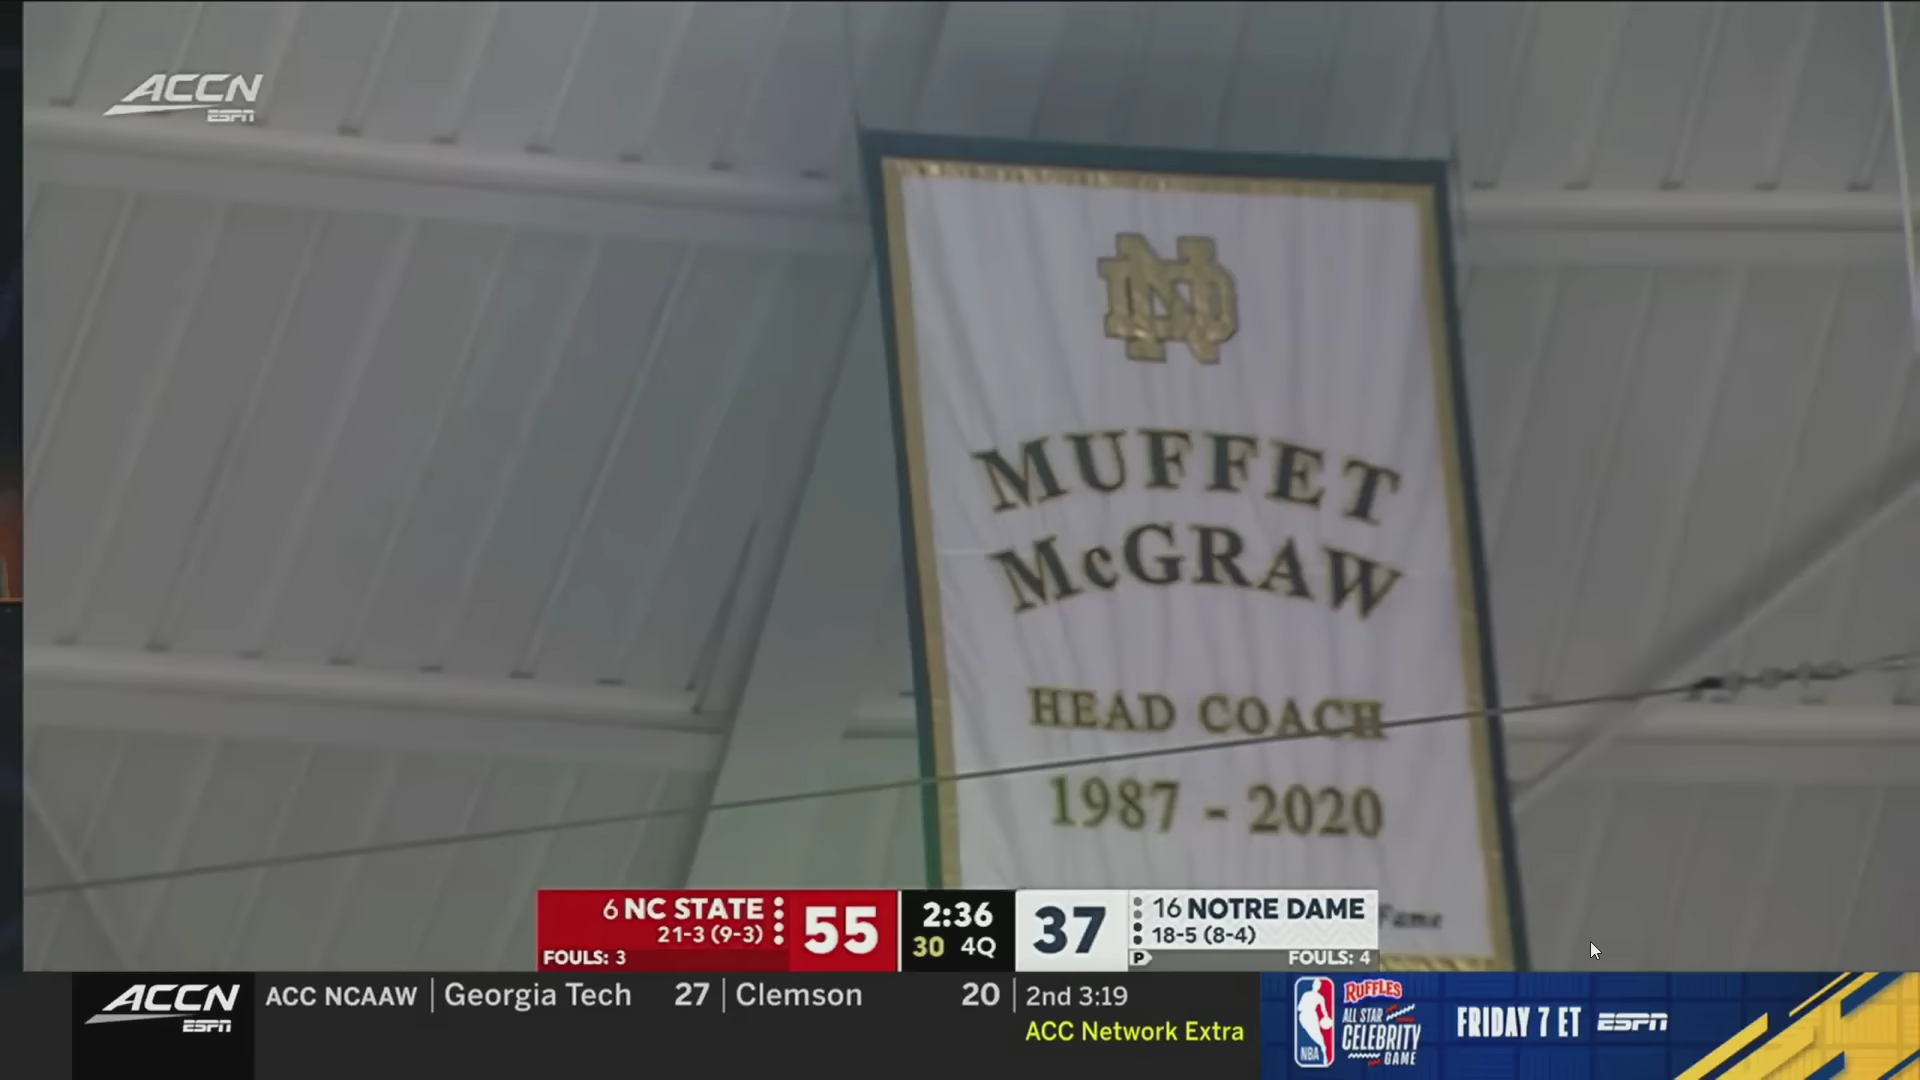 ACCN
ESPN
ND
MUFFET
McGRAW
HEAD COACH
1987 - 2020
Fame
6 NC STATE
21-3 (9-3)
FOULS: 3
55
2:36
30 4Q
37
16 NOTRE DAME
18-5 (8-4)
P
FOULS: 4
ACCN
ESPN
ACC NCAAW
Georgia Tech 27
Clemson 20
2nd 3:19
ACC Network Extra
NBA
RUFFLES
ALL STAR
CELEBRITY
GAME
FRIDAY 7 ET ESPN